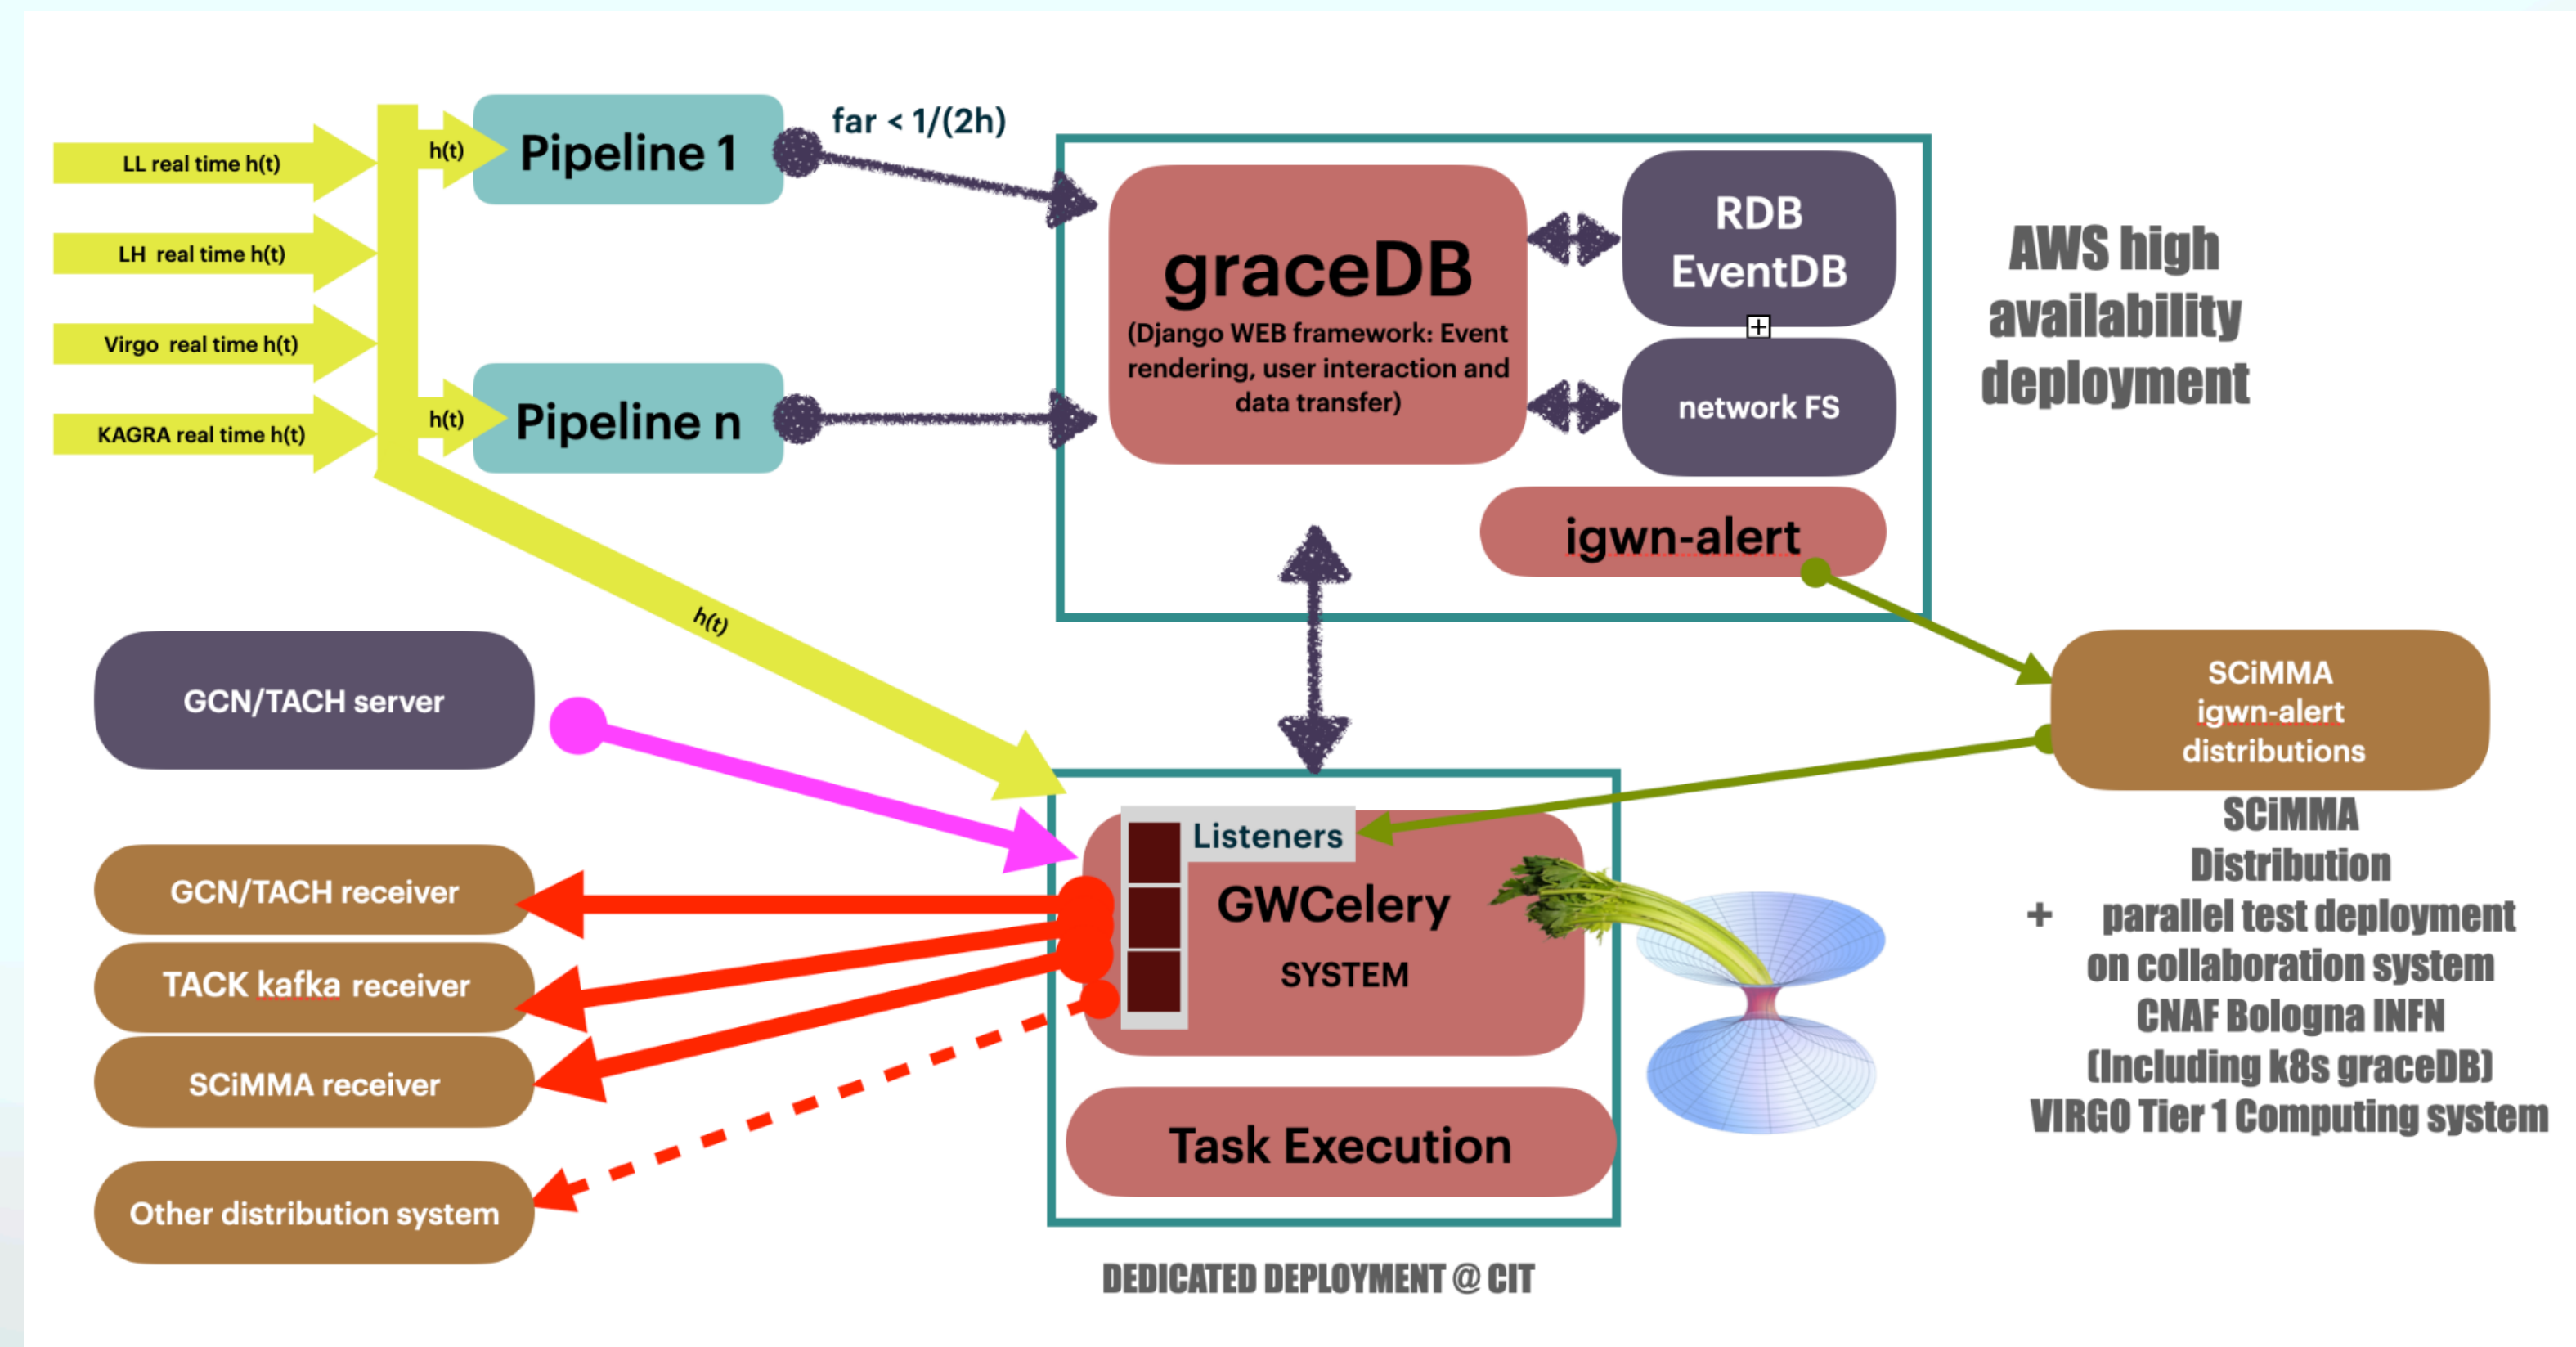 LL real time h(t)
LH real time h(t)
Virgo real time h(t)
KAGRA real time h(t)
h(t)
Pipeline 1
far < 1/(2h)
h(t)
Pipeline n
graceDB
(Django WEB framework: Event
rendering, user interaction and
data transfer)
RDB
EventDB
network FS
igwn-alert
AWS high
availability
deployment
h(t)
GCN/TACH server
GCN/TACH receiver
TACK kafka receiver
SCiMMA receiver
Other distribution system
Listeners
GWCelery
SYSTEM
Task Execution
DEDICATED DEPLOYMENT @ CIT
SCiMMA
igwn-alert
distributions
SCiMMA
Distribution
+ parallel test deployment
on collaboration system
CNAF Bologna INFN
(Including k8s graceDB)
VIRGO Tier 1 Computing system